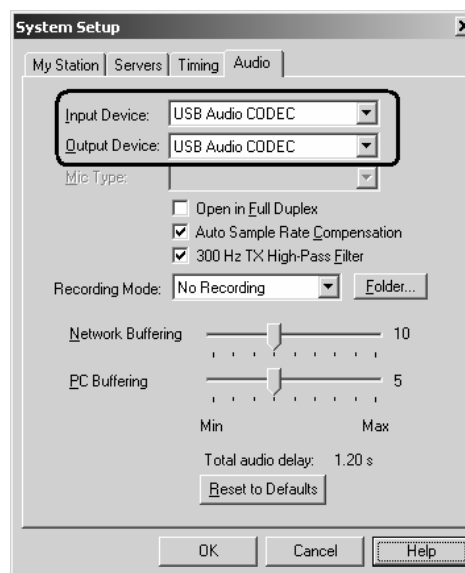 System Setup
My Station Servers Timing Audio
Input Device: USB Audio CODEC
Output Device: USB Audio CODEC
Mic Type:
Open in Full Duplex
Auto Sample Rate Compensation
300 Hz TX High-Pass Filter
Recording Mode: No Recording Folder...
Network Buffering 10
PC Buffering 5
Min Max
Total audio delay: 1.20 s
Reset to Defaults
OK Cancel Help